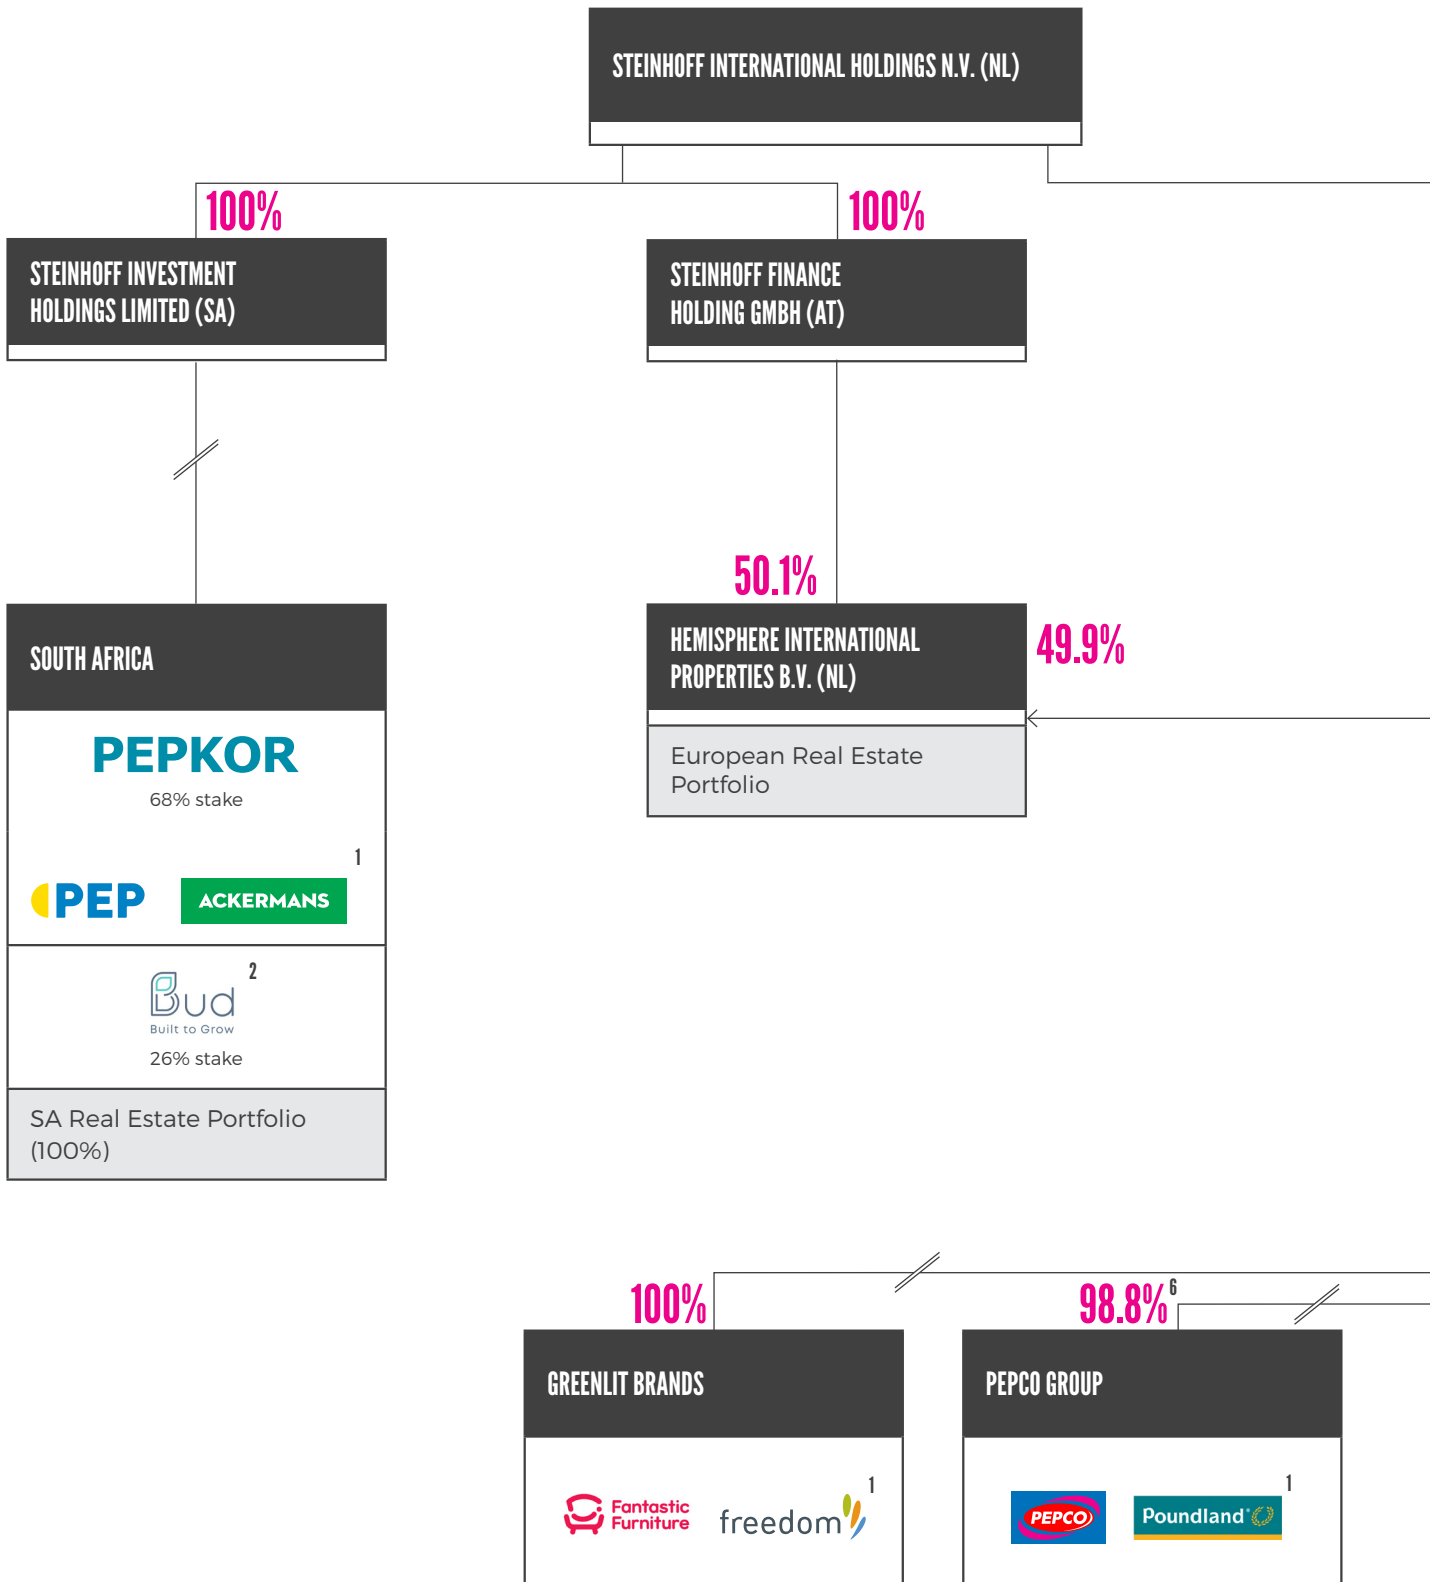 STEINHOFF INTERNATIONAL HOLDINGS N.V. (NL)
100%
100%
STEINHOFF INVESTMENT
HOLDINGS LIMITED (SA)
STEINHOFF FINANCE
HOLDING GMBH (AT)
50.1%
SOUTH AFRICA
HEMISPHERE INTERNATIONAL
PROPERTIES B.V. (NL)
49.9%
European Real Estate
Portfolio
PEPKOR
68% stake
1
PEP
ACKERMANS
2
Bud
Built to Grow
26% stake
SA Real Estate Portfolio
(100%)
100%
98.8% 6
GREENLIT BRANDS
PEPCO GROUP
1
Fantastic
Furniture
freedom
1
PEPCO
Poundland